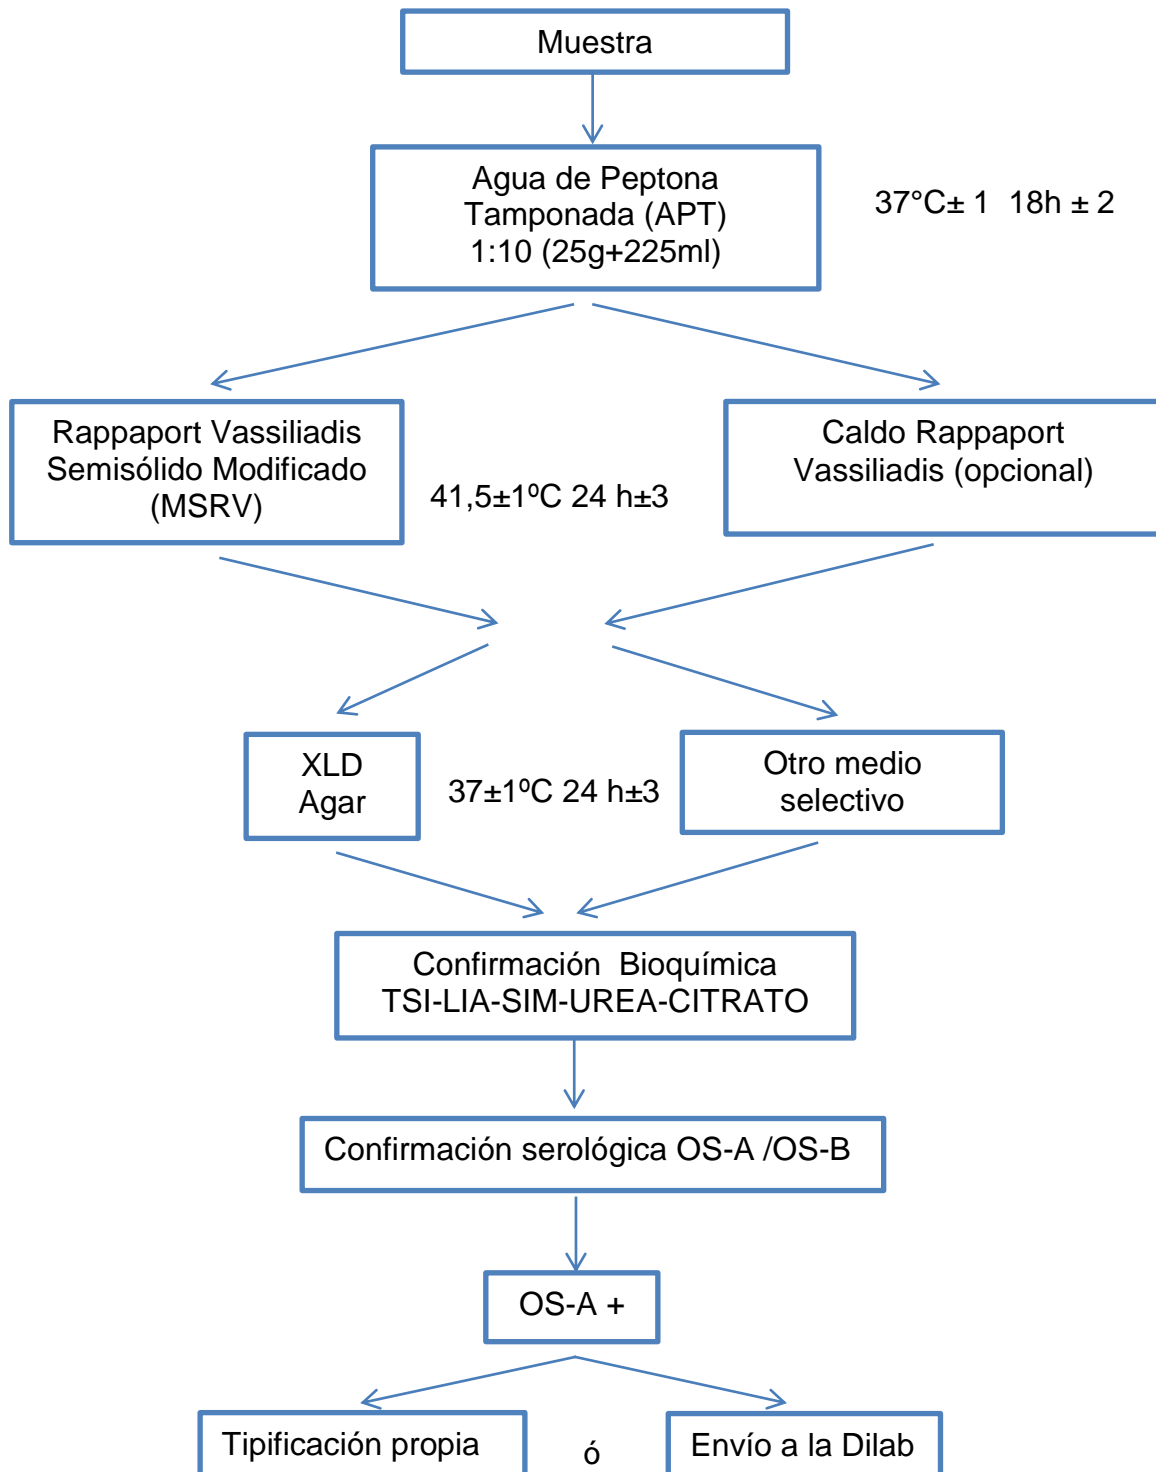 Muestra
Agua de Peptona
Tamponada (APT)
1:10 (25g+225ml)
37°C± 1  18h ± 2
Rappaport Vassiliadis
Semisólido Modificado
(MSRV)
41,5±1ºC 24 h±3
Caldo Rappaport
Vassiliadis (opcional)
XLD
Agar
37±1ºC 24 h±3
Otro medio
selectivo
Confirmación  Bioquímica
TSI-LIA-SIM-UREA-CITRATO
Confirmación serológica OS-A /OS-B
OS-A +
Tipificación propia
ó
Envío a la Dilab